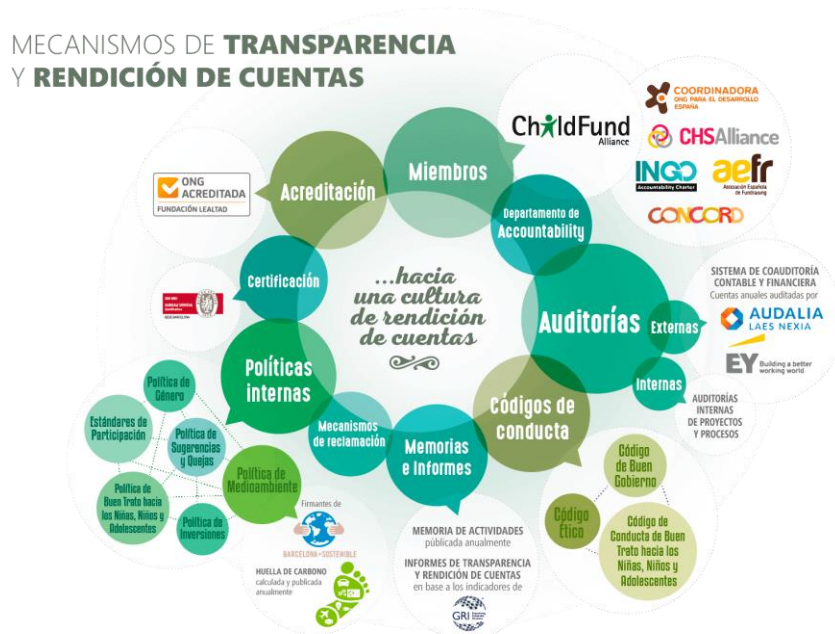 MECANISMOS DE TRANSPARENCIA
Y RENDICIÓN DE CUENTAS
ChildFund
Alliance
COORDINADORA
ONG PARA EL DESARROLLO
ESPAÑA
CHSAlliance
INGO
Accountability Charter
aefr
Asociación Española
de Fundraising
CONCORD
Miembros
Acreditación
ONG
ACREDITADA
FUNDACIÓN LEALTAD
Departamento de
Accountability
Certificación
...hacia
una cultura
de rendición
de cuentas
Auditorías
Externas
Internas
SISTEMA DE COAUDITORÍA
CONTABLE Y FINANCIERA
Cuentas anuales auditadas por
AUDALIA
LAES NEXIA
EY
Building a better
working world
AUDITORÍAS
INTERNAS
DE PROYECTOS
Y PROCESOS
Políticas
internas
Mecanismos
de reclamación
Memorias
e Informes
Códigos de
conducta
Política de
Género
Estándares de
Participación
Política de
Sugerencias
y Quejas
Política de
Medioambiente
Política de
Buen Trato hacia
los Niñas, Niños y
Adolescentes
Política de
Inversiones
Firmantes de
BARCELONA+SOSTENIBLE
HUELLA DE CARBONO
calculada y publicada
anualmente
MEMORIA DE ACTIVIDADES
públicada anualmente
INFORMES DE TRANSPARENCIA
Y RENDICIÓN DE CUENTAS
en base a los indicadores de
GRI
Código
de Buen
Gobierno
Código
Ético
Código de
Conducta de Buen
Trato hacia los
Niñas, Niños y
Adolescentes